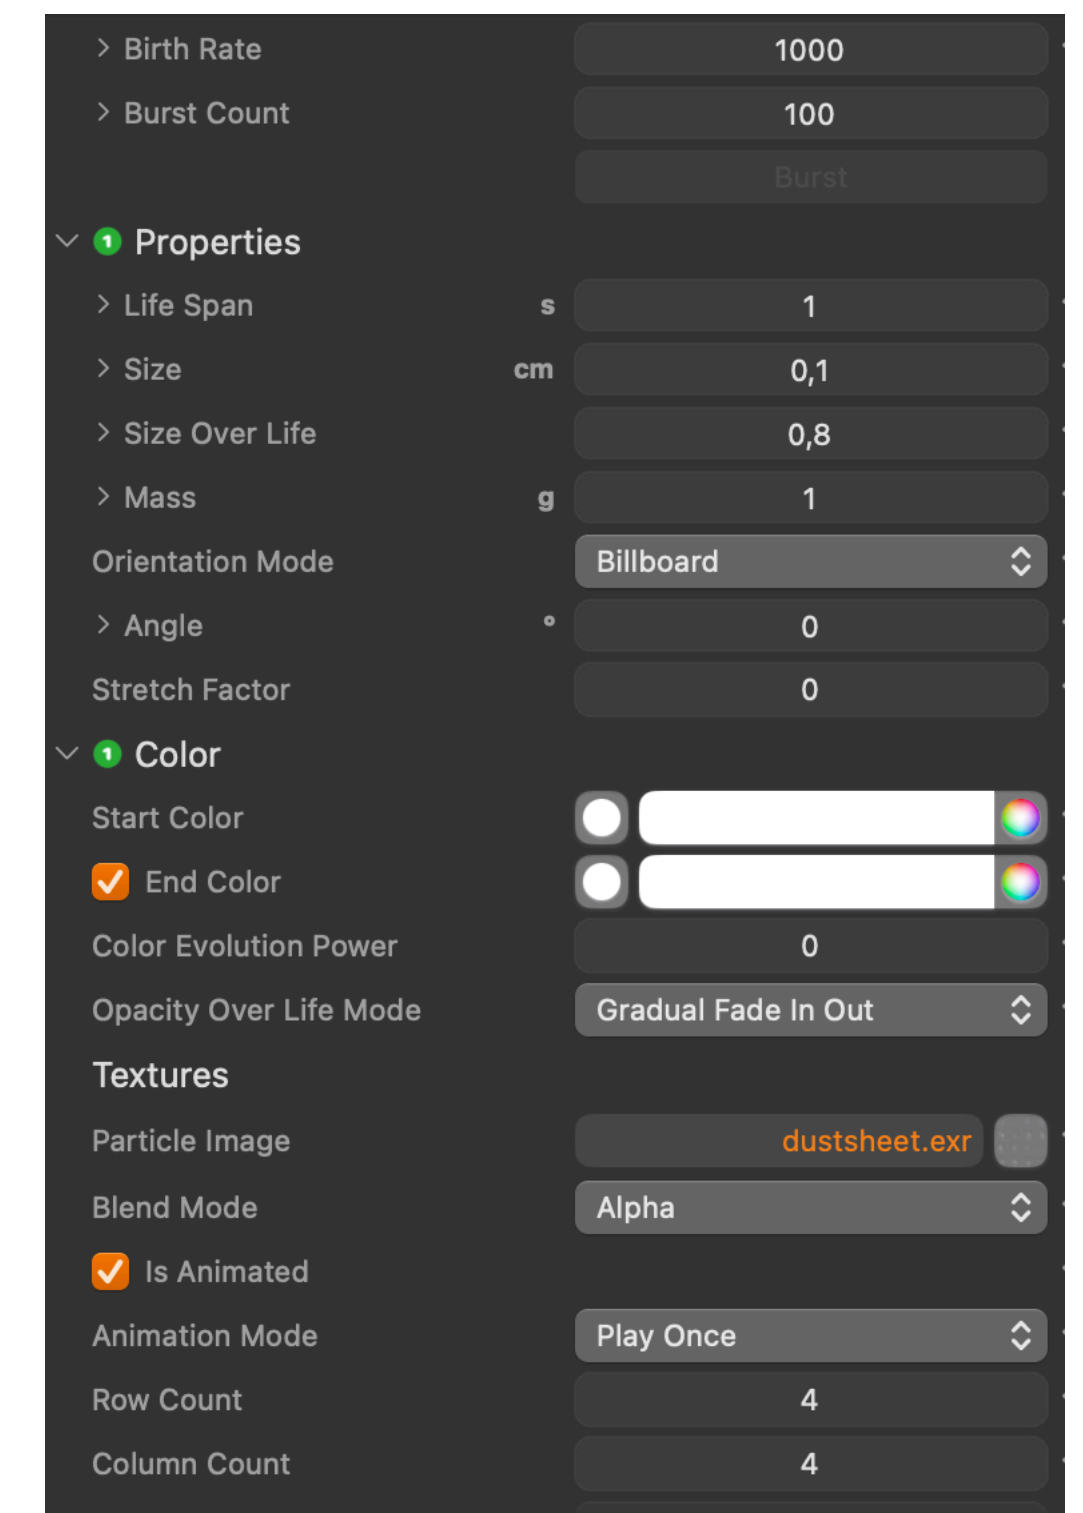 Birth Rate 1000
Burst Count 100
Burst
1 Properties
Life Span s 1
Size cm 0,1
Size Over Life 0,8
Mass g 1
Orientation Mode Billboard
Angle ° 0
Stretch Factor 0
1 Color
Start Color
End Color
Color Evolution Power 0
Opacity Over Life Mode Gradual Fade In Out
Textures
Particle Image dustsheet.exr
Blend Mode Alpha
Is Animated
Animation Mode Play Once
Row Count 4
Column Count 4